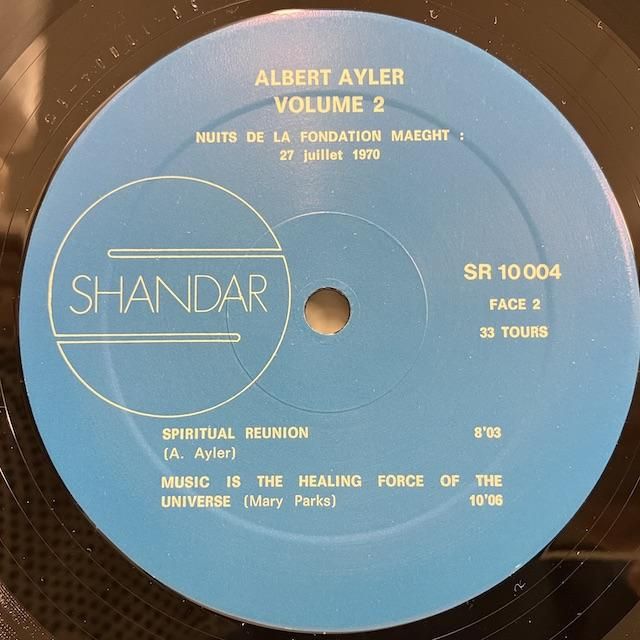 ALBERT AYLER
VOLUME 2
NUITS DE LA FONDATION MAEGHT :
27 juillet 1970
SHANDAR
SR 10 004
FACE 2
33 TOURS
SPIRITUAL REUNION 8'03
(A. Ayler)
MUSIC IS THE HEALING FORCE OF THE
UNIVERSE (Mary Parks) 10'06